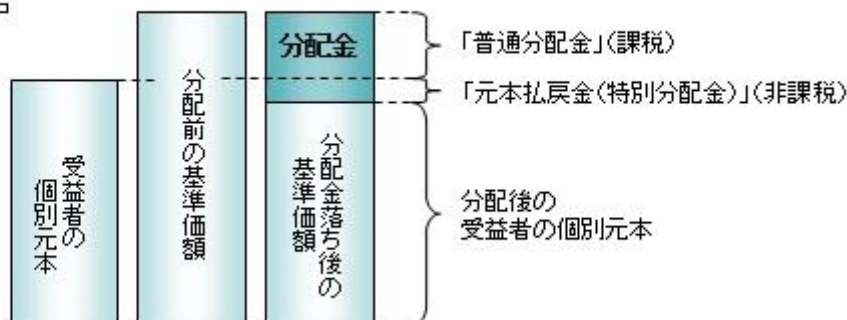 受益者の
個別元本
分配前の基準価額
分配金
分配金落ち後の
基準価額
「普通分配金」(課税)
「元本払戻金(特別分配金)」(非課税)
分配後の
受益者の個別元本